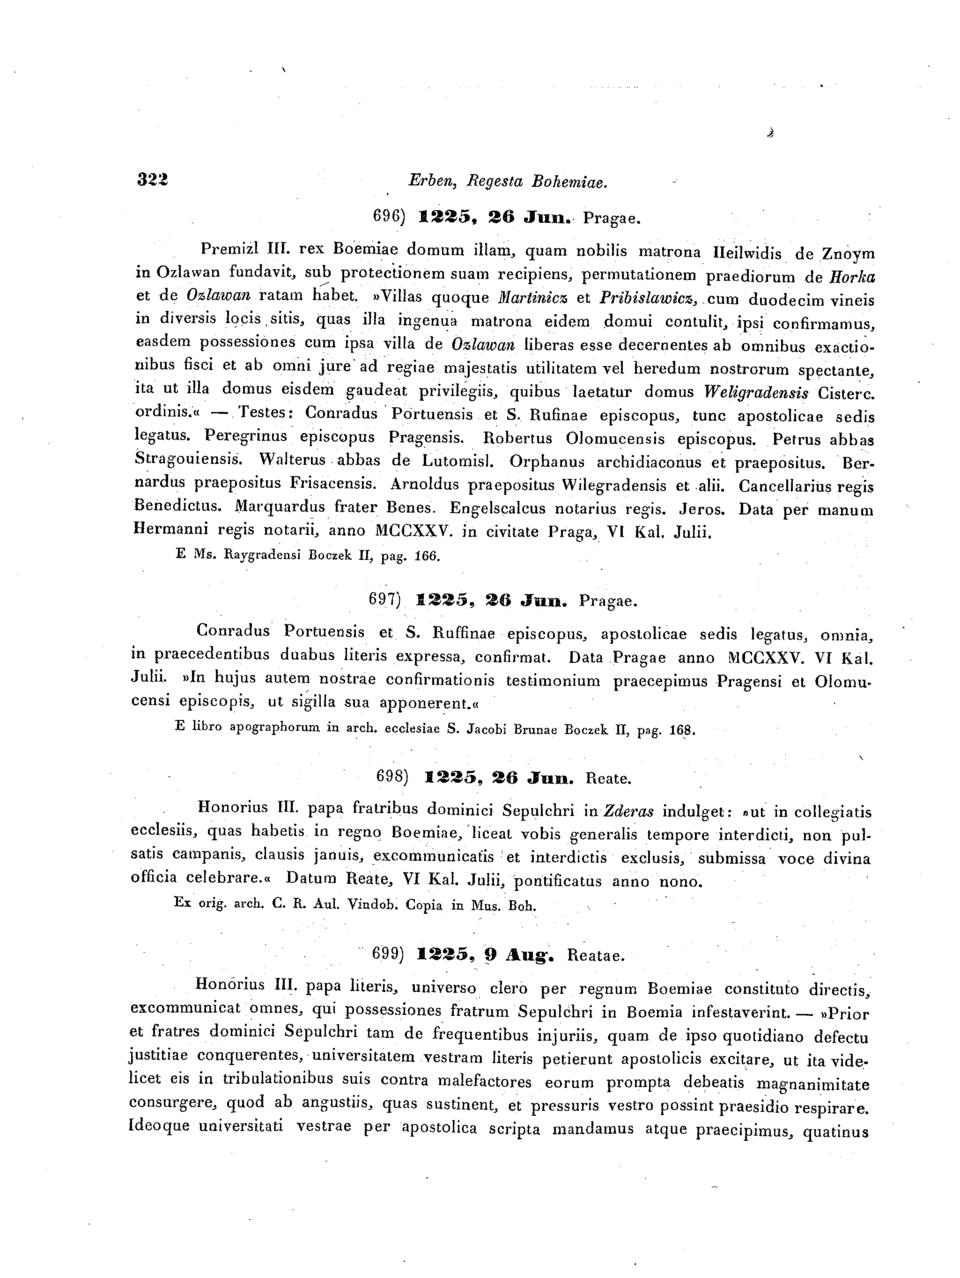 322 Erben, Regesta Bohemiae.
696) 1225, 26 Jun. Pragae.
Premizl III. rex Boemiae domum illam, quam nobilis matrona Heilwidis de Znoym
in Ozlawan fundavit, sub protectionem suam recipiens, permutationem praediorum de Horka
et de Ozlawan ratam habet. »Villas quoque Martinicz et Pribislawicz, cum duodecim vineis
in diversis locis sitis, quas illa ingenua matrona eidem domui contulit, ipsi confirmamus,
easdem possessiones cum ipsa villa de Ozlawan liberas esse decernentes ab omnibus exactio-
nibus fisci et ab omni jure ad regiae majestatis utilitatem vel heredum nostrorum spectante,
ita ut illa domus eisdem gaudeat privilegiis, quibus laetatur domus Weligradensis Cisterc.
ordinis.« — Testes: Conradus Portuensis et S. Rufinae episcopus, tunc apostolicae sedis
legatus. Peregrinus episcopus Pragensis. Robertus Olomucensis episcopus. Petrus abbas
Stragouiensis. Walterus abbas de Lutomisl. Orphanus archidiaconus et praepositus. Ber-
nardus praepositus Frisacensis. Arnoldus praepositus Wilegradensis et alii. Cancellarius regis
Benedictus. Marquardus frater Benes. Engelscalcus notarius regis. Jeros. Data per manum
Hermanni regis notarii, anno MCCXXV. in civitate Praga, VI Kal. Julii.
E Ms. Raygradensi Boczek II, pag. 166.
697) 1225, 26 Jun. Pragae.
Conradus Portuensis et S. Ruffinae episcopus, apostolicae sedis legatus, omnia,
in praecedentibus duabus literis expressa, confirmat. Data Pragae anno MCCXXV. VI Kal.
Julii. »In hujus autem nostrae confirmationis testimonium praecepimus Pragensi et Olomu-
censi episcopis, ut sigilla sua apponerent.«
E libro apographorum in arch. ecclesiae S. Jacobi Brunae Boczek II, pag. 168.
698) 1225, 26 Jun. Reate.
Honorius III. papa fratribus dominici Sepulchri in Zderas indulget: »ut in collegiatis
ecclesiis, quas habetis in regno Boemiae, liceat vobis generalis tempore interdicti, non pul-
satis campanis, clausis januis, excommunicatis et interdictis exclusis, submissa voce divina
officia celebrare.« Datum Reate, VI Kal. Julii, pontificatus anno nono.
Ex orig. arch. C. R. Aul. Vindob. Copia in Mus. Boh.
699) 1225, 9 Aug. Reatae.
Honorius III. papa literis, universo clero per regnum Boemiae constituto directis,
excommunicat omnes, qui possessiones fratrum Sepulchri in Boemia infestaverint. — »Prior
et fratres dominici Sepulchri tam de frequentibus injuriis, quam de ipso quotidiano defectu
justitiae conquerentes, universitatem vestram literis petierunt apostolicis excitare, ut ita vide-
licet eis in tribulationibus suis contra malefactores eorum prompta debeatis magnanimitate
consurgere, quod ab angustiis, quas sustinent, et pressuris vestro possint praesidio respirare.
Ideoque universitati vestrae per apostolica scripta mandamus atque praecipimus, quatinus